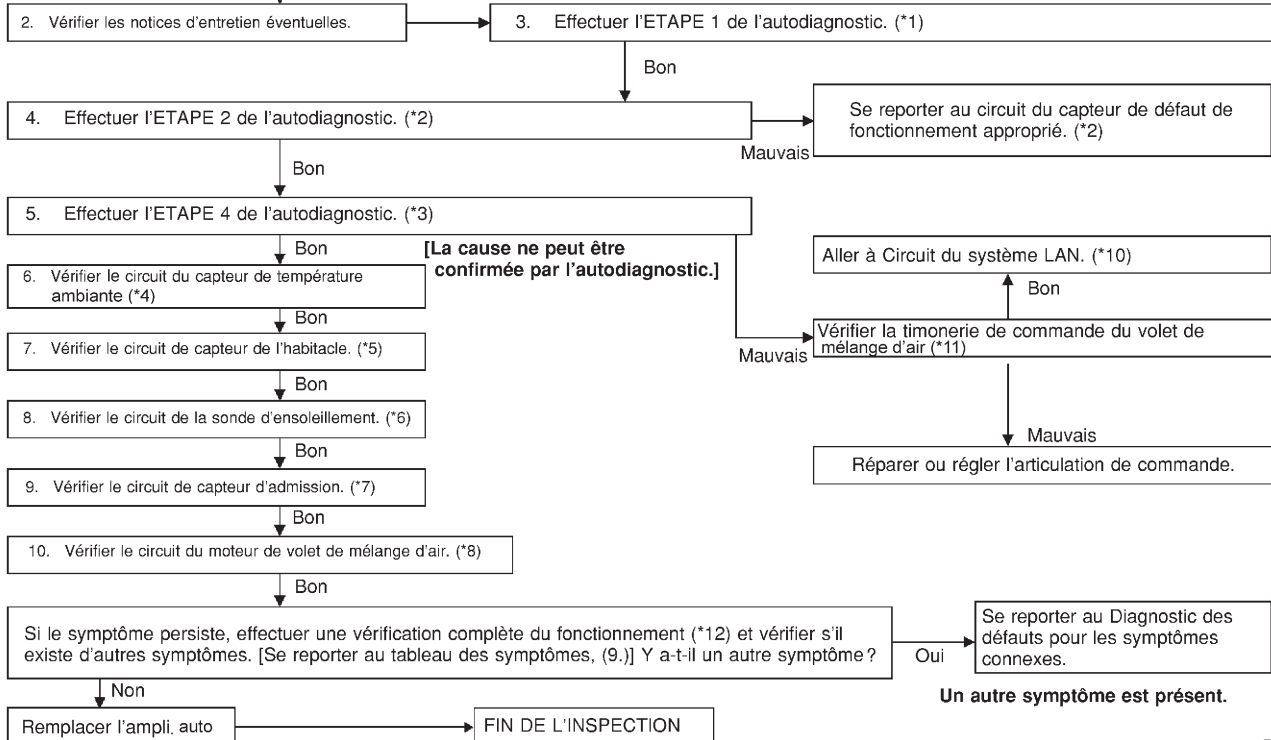 2. Vérifier les notices d'entretien éventuelles.
3. Effectuer l'ETAPE 1 de l'autodiagnostic. (*1)
Bon
4. Effectuer l'ETAPE 2 de l'autodiagnostic. (*2)
Mauvais
Se reporter au circuit du capteur de défaut de
fonctionnement approprié. (*2)
Bon
5. Effectuer l'ETAPE 4 de l'autodiagnostic. (*3)
Bon
[La cause ne peut être
confirmée par l'autodiagnostic.]
Aller à Circuit du système LAN. (*10)
Bon
Mauvais
Vérifier la timonerie de commande du volet de
mélange d'air (*11)
Mauvais
Réparer ou régler l'articulation de commande.
6. Vérifier le circuit du capteur de température
ambiante (*4)
Bon
7. Vérifier le circuit de capteur de l'habitacle. (*5)
Bon
8. Vérifier le circuit de la sonde d'ensoleillement. (*6)
Bon
9. Vérifier le circuit de capteur d'admission. (*7)
Bon
10. Vérifier le circuit du moteur de volet de mélange d'air. (*8)
Bon
Si le symptôme persiste, effectuer une vérification complète du fonctionnement (*12) et vérifier s'il
existe d'autres symptômes. [Se reporter au tableau des symptômes, (9.)] Y a-t-il un autre symptôme ?
Oui
Se reporter au Diagnostic des
défauts pour les symptômes
connexes.
Un autre symptôme est présent.
Non
Remplacer l'ampli. auto
FIN DE L'INSPECTION